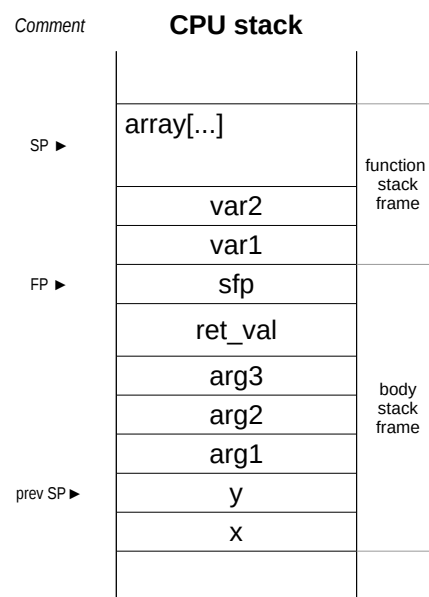 Comment
CPU stack
array[...]
SP ►
function
stack
frame
var2
var1
FP ►
sfp
ret_val
arg3
body
stack
frame
arg2
arg1
prev SP ►
y
x